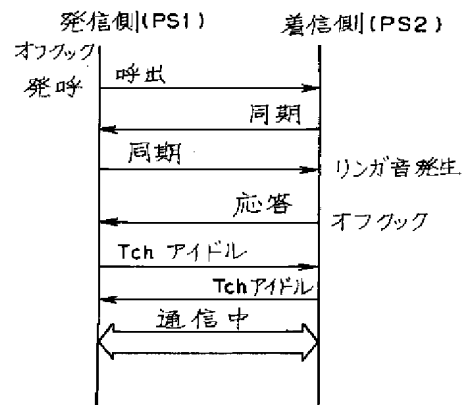 発信側(PS1)
着信側(PS2)
オフクック
発呼
呼出
同期
同期
リンガ音発生
応答
オフクック
Tch アイドル
Tchアイドル
通信中